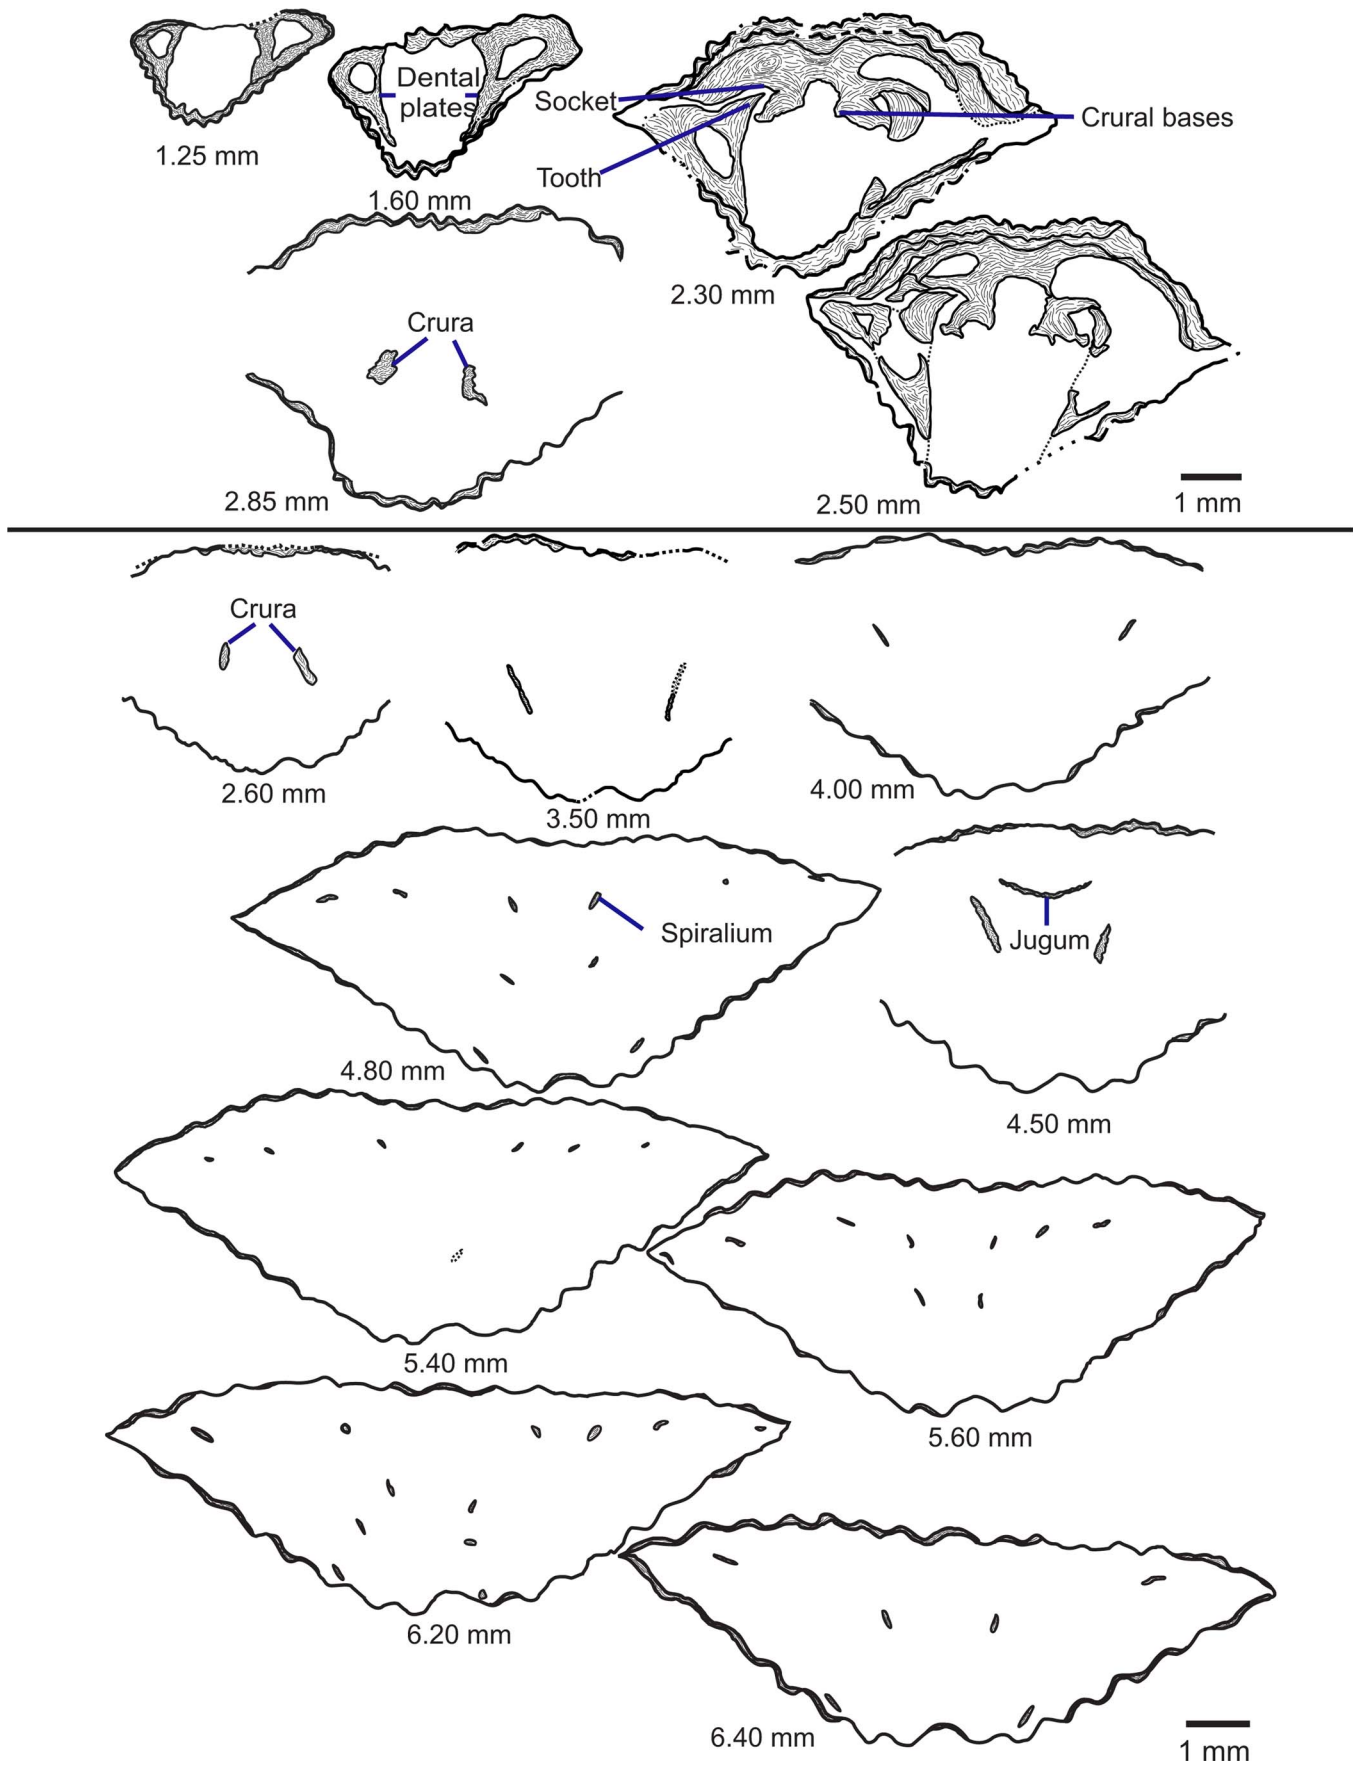 Dental
plates
1.25 mm
1.60 mm
Socket
Crural bases
Tooth
2.30 mm
Crura
2.85 mm
2.50 mm
1 mm
Crura
2.60 mm
3.50 mm
4.00 mm
Spiralium
Jugum
4.80 mm
4.50 mm
5.40 mm
5.60 mm
6.20 mm
6.40 mm
1 mm